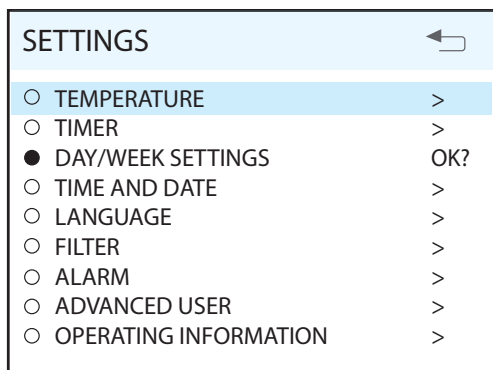 SETTINGS
TEMPERATURE >
TIMER >
DAY/WEEK SETTINGS OK?
TIME AND DATE >
LANGUAGE >
FILTER >
ALARM >
ADVANCED USER >
OPERATING INFORMATION >